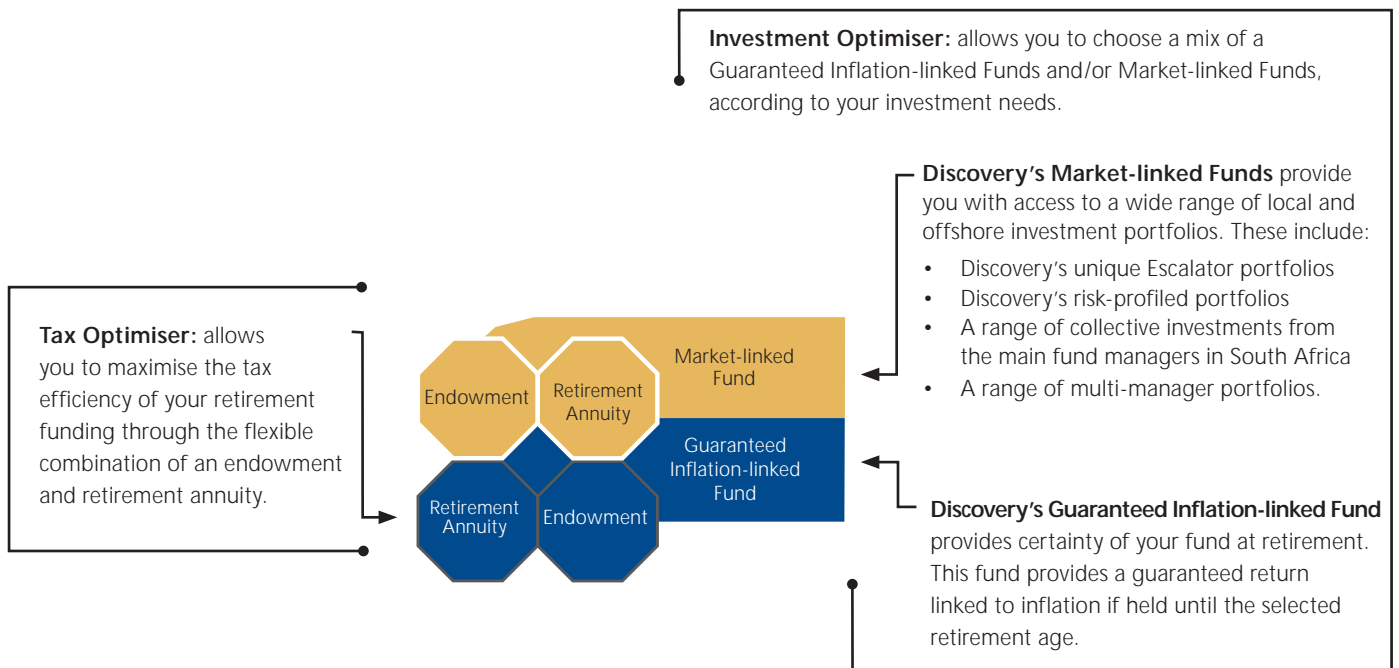 Investment Optimiser: allows you to choose a mix of a
Guaranteed Inflation-linked Funds and/or Market-linked Funds,
according to your investment needs.
Discovery's Market-linked Funds provide
you with access to a wide range of local and
offshore investment portfolios. These include:
• Discovery's unique Escalator portfolios
• Discovery's risk-profiled portfolios
• A range of collective investments from
the main fund managers in South Africa
• A range of multi-manager portfolios.
Tax Optimiser: allows
you to maximise the tax
efficiency of your retirement
funding through the flexible
combination of an endowment
and retirement annuity.
Endowment
Retirement
Annuity
Market-linked
Fund
Retirement
Annuity
Endowment
Guaranteed
Inflation-linked
Fund
Discovery's Guaranteed Inflation-linked Fund
provides certainty of your fund at retirement.
This fund provides a guaranteed return
linked to inflation if held until the selected
retirement age.